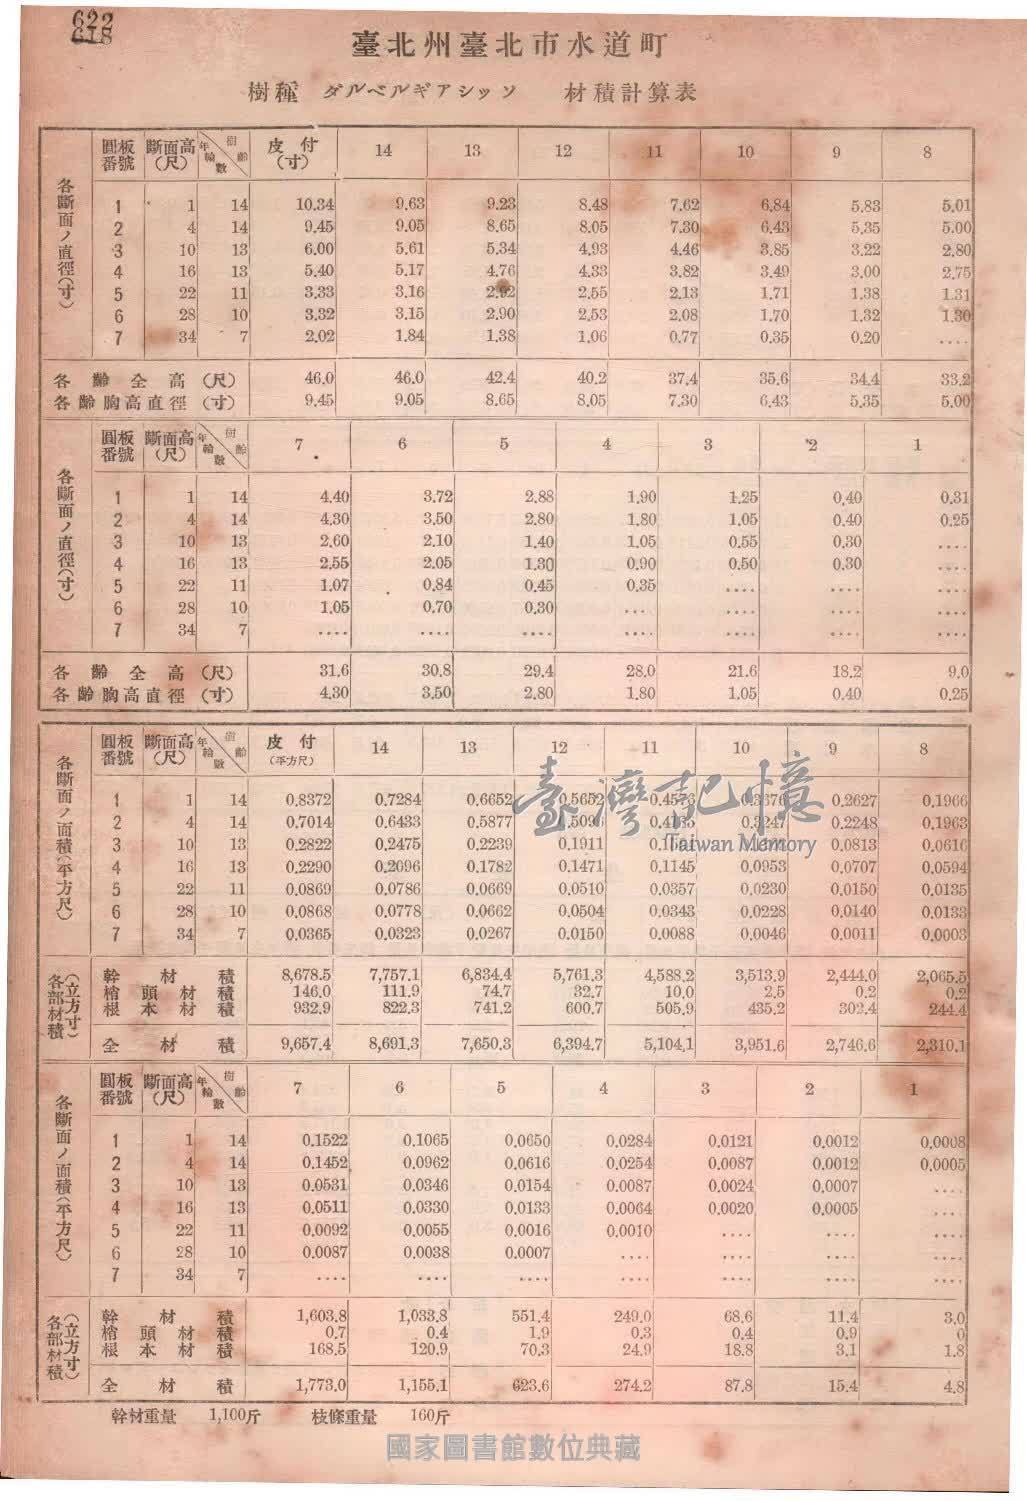 622
618
臺北州臺北市水道町
樹種 ダルベルギアシッソ 材積計算表
各斷面ノ直徑(寸)
圓板番號 斷面高(尺) 樹齡 年輪數 皮付(寸) 14 13 12 11 10 9 8
1 1 14 10.34 9.63 9.23 8.48 7.62 6.84 5.83 5.01
2 4 14 9.45 9.05 8.65 8.05 7.30 6.43 5.35 5.00
3 10 13 6.00 5.61 5.34 4.93 4.46 3.85 3.22 2.80
4 16 13 5.40 5.17 4.76 4.33 3.82 3.49 3.00 2.75
5 22 11 3.33 3.16 2.92 2.55 2.13 1.71 1.38 1.31
6 28 10 3.32 3.15 2.90 2.53 2.08 1.70 1.32 1.30
7 34 7 2.02 1.84 1.38 1.06 0.77 0.35 0.20 ....
各齡全高(尺) 46.0 46.0 42.4 40.2 37.4 35.6 34.4 33.2
各齡胸高直徑(寸) 9.45 9.05 8.65 8.05 7.30 6.43 5.35 5.00
各斷面ノ直徑(寸)
圓板番號 斷面高(尺) 樹齡 年輪數 7 6 5 4 3 2 1
1 1 14 4.40 3.72 2.88 1.90 1.25 0.40 0.31
2 4 14 4.30 3.50 2.80 1.80 1.05 0.40 0.25
3 10 13 2.60 2.10 1.40 1.05 0.55 0.30 ....
4 16 13 2.55 2.05 1.30 0.90 0.50 0.30 ....
5 22 11 1.07 0.84 0.45 0.35 .... .... ....
6 28 10 1.05 0.70 0.30 ... .... .... ....
7 34 7 .... .... .... .... .... .... ....
各齡全高(尺) 31.6 30.8 29.4 28.0 21.6 18.2 9.0
各齡胸高直徑(寸) 4.30 3.50 2.80 1.80 1.05 0.40 0.25
各斷面ノ面積(平方尺)
圓板番號 斷面高(尺) 樹齡 年輪數 皮付(平方尺) 14 13 12 11 10 9 8
1 1 14 0.8372 0.7284 0.6652 0.5652 0.4576 0.3676 0.2627 0.1966
2 4 14 0.7014 0.6433 0.5877 0.2248 0.1963
3 10 13 0.2822 0.2475 0.2239 0.1911 0.0813 0.0616
4 16 13 0.2290 0.2096 0.1782 0.1471 0.1145 0.0953 0.0707 0.0594
5 22 11 0.0869 0.0786 0.0669 0.0510 0.0357 0.0230 0.0150 0.0135
6 28 10 0.0868 0.0778 0.0662 0.0504 0.0343 0.0228 0.0140 0.0133
7 34 7 0.0365 0.0323 0.0267 0.0150 0.0088 0.0046 0.0011 0.0003
各部材積(立方寸)
幹材積 8,678.5 7,757.1 6,834.4 5,761.3 4,588.2 3,513.9 2,444.0 2,065.5
梢頭材積 146.0 111.9 74.7 32.7 10.0 2.5 0.2 0.2
根本材積 932.9 822.3 741.2 600.7 505.9 435.2 302.4 244.4
全材積 9,657.4 8,691.3 7,650.3 6,394.7 5,104.1 3,951.6 2,746.6 2,310.1
各斷面ノ面積(平方尺)
圓板番號 斷面高(尺) 樹齡 年輪數 7 6 5 4 3 2 1
1 1 14 0.1522 0.1065 0.0650 0.0284 0.0121 0.0012 0.0008
2 4 14 0.1452 0.0962 0.0616 0.0254 0.0087 0.0012 0.0005
3 10 13 0.0531 0.0346 0.0154 0.0087 0.0024 0.0007 ....
4 16 13 0.0511 0.0330 0.0133 0.0064 0.0020 0.0005 ....
5 22 11 0.0092 0.0055 0.0016 0.0010 .... .... ....
6 28 10 0.0087 0.0038 0.0007 .... .... .... ....
7 34 7 .... .... .... .... .... .... ....
各部材積(立方寸)
幹材積 1,603.8 1,033.8 551.4 249.0 68.6 11.4 3.0
梢頭材積 0.7 0.4 1.9 0.3 0.4 0.9 0
根本材積 168.5 120.9 70.3 24.9 18.8 3.1 1.8
全材積 1,773.0 1,155.1 623.6 274.2 87.8 15.4 4.8
幹材重量 1,100斤 枝條重量 160斤
臺灣記憶
Taiwan Memory
國家圖書館數位典藏